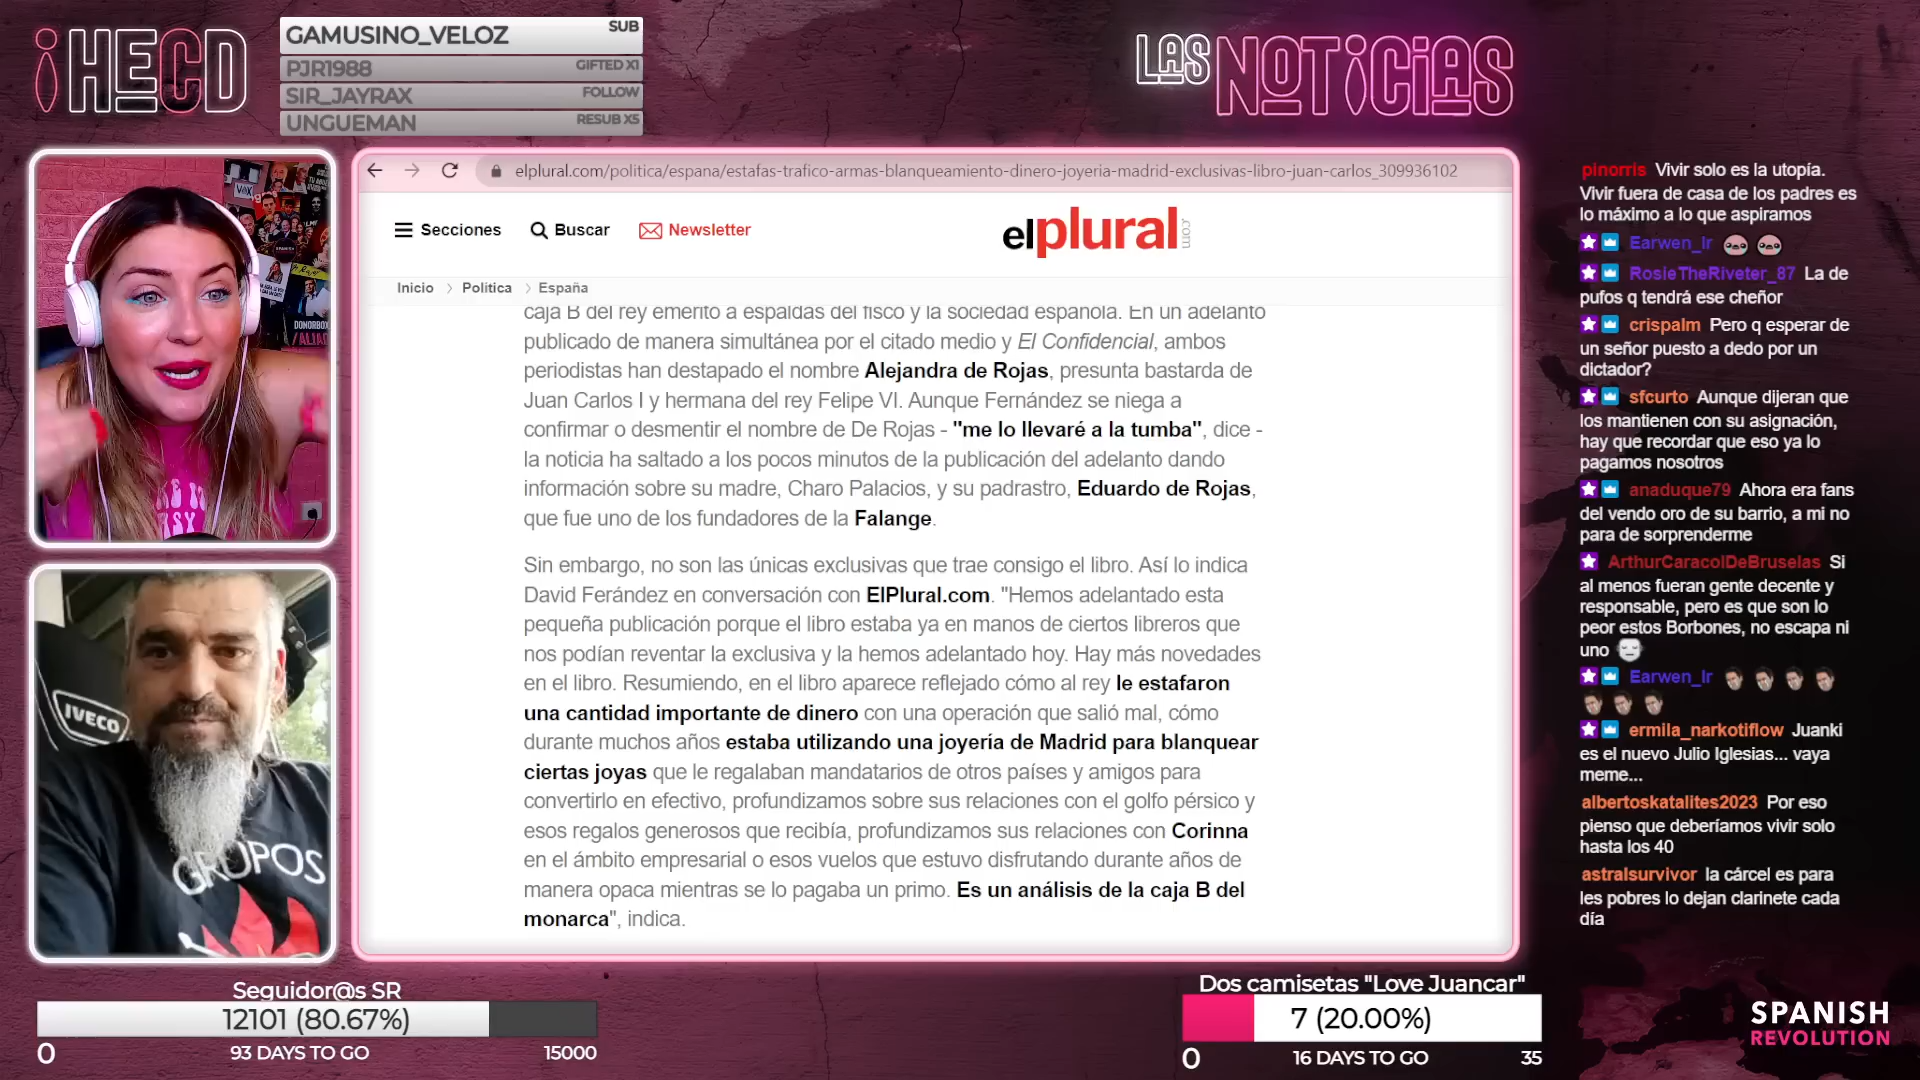 ¡HECD
GAMUSINO_VELOZ SUB
PJR1988 GIFTED X1
SIR_JAYRAX FOLLOW
UNGUEMAN RESUB X5
LAS NOTICIAS
elplural.com/politica/espana/estafas-trafico-armas-blanqueamiento-dinero-joyeria-madrid-exclusivas-libro-juan-carlos_309936102
Secciones Buscar Newsletter
elplural.com
Inicio > Política > España
caja B del rey emérito a espaldas del fisco y la sociedad española. En un adelanto
publicado de manera simultánea por el citado medio y El Confidencial, ambos
periodistas han destapado el nombre Alejandra de Rojas, presunta bastarda de
Juan Carlos I y hermana del rey Felipe VI. Aunque Fernández se niega a
confirmar o desmentir el nombre de De Rojas - "me lo llevaré a la tumba", dice -
la noticia ha saltado a los pocos minutos de la publicación del adelanto dando
información sobre su madre, Charo Palacios, y su padrastro, Eduardo de Rojas,
que fue uno de los fundadores de la Falange.
Sin embargo, no son las únicas exclusivas que trae consigo el libro. Así lo indica
David Ferández en conversación con ElPlural.com. "Hemos adelantado esta
pequeña publicación porque el libro estaba ya en manos de ciertos libreros que
nos podían reventar la exclusiva y la hemos adelantado hoy. Hay más novedades
en el libro. Resumiendo, en el libro aparece reflejado cómo al rey le estafaron
una cantidad importante de dinero con una operación que salió mal, cómo
durante muchos años estaba utilizando una joyería de Madrid para blanquear
ciertas joyas que le regalaban mandatarios de otros países y amigos para
convertirlo en efectivo, profundizamos sobre sus relaciones con el golfo pérsico y
esos regalos generosos que recibía, profundizamos sus relaciones con Corinna
en el ámbito empresarial o esos vuelos que estuvo disfrutando durante años de
manera opaca mientras se lo pagaba un primo. Es un análisis de la caja B del
monarca", indica.
pinorris Vivir solo es la utopía.
Vivir fuera de casa de los padres es
lo máximo a lo que aspiramos
Earwen_Ir
RosieTheRiveter_87 La de
pufos q tendrá ese cheñor
crispalm Pero q esperar de
un señor puesto a dedo por un
dictador?
sfcurto Aunque dijeran que
los mantienen con su asignación,
hay que recordar que eso ya lo
pagamos nosotros
anaduque79 Ahora era fans
del vendo oro de su barrio, a mi no
para de sorprenderme
ArthurCaracolDeBruselas Si
al menos fueran gente decente y
responsable, pero es que son lo
peor estos Borbones, no escapa ni
uno
Earwen_Ir
ermila_narkotiflow Juanki
es el nuevo Julio Iglesias... vaya
meme...
albertoskatalites2023 Por eso
pienso que deberíamos vivir solo
hasta los 40
astralsurvivor la cárcel es para
les pobres lo dejan clarinete cada
día
VOX
DONORBOX
IVECO
GRUPOS
Seguidor@s SR
12101 (80.67%)
0 93 DAYS TO GO 15000
Dos camisetas "Love Juancar"
7 (20.00%)
0 16 DAYS TO GO 35
SPANISH
REVOLUTION